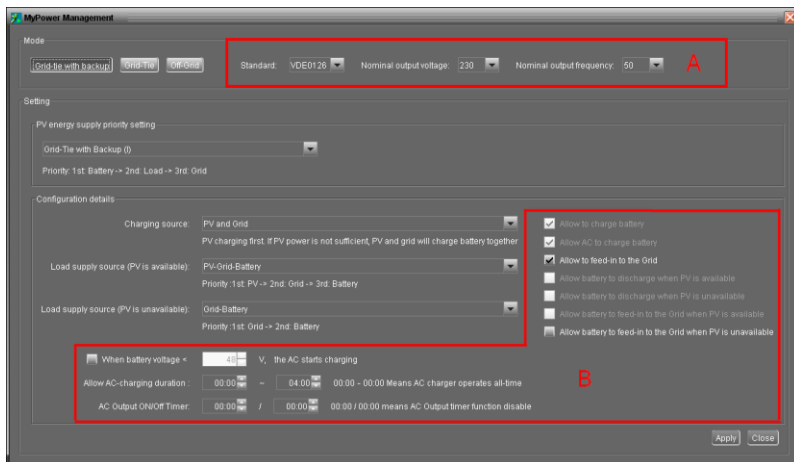 MyPower Management
Mode
Grid-tie with backup Grid-Tie Off-Grid Standard: VDE0126 Nominal output voltage: 230 Nominal output frequency: 50 A
Setting
PV energy supply priority setting
Grid-Tie with Backup (I)
Priority: 1st: Battery -> 2nd: Load -> 3rd: Grid
Configuration details
Charging source: PV and Grid
PV charging first. If PV power is not sufficient, PV and grid will charge battery together
Load supply source (PV is available): PV-Grid-Battery
Priority :1st: PV -> 2nd: Grid -> 3rd: Battery
Load supply source (PV is unavailable): Grid-Battery
Priority :1st: Grid -> 2nd: Battery
Allow to charge battery
Allow AC to charge battery
Allow to feed-in to the Grid
Allow battery to discharge when PV is available
Allow battery to discharge when PV is unavailable
Allow battery to feed-in to the Grid when PV is available
Allow battery to feed-in to the Grid when PV is unavailable
When battery voltage < 48 V, the AC starts charging
Allow AC-charging duration : 00:00 ~ 04:00 00:00 - 00:00 Means AC charger operates all-time
AC Output ON/Off Timer: 00:00 / 00:00 00:00 / 00:00 means AC Output timer function disable
B
Apply Close